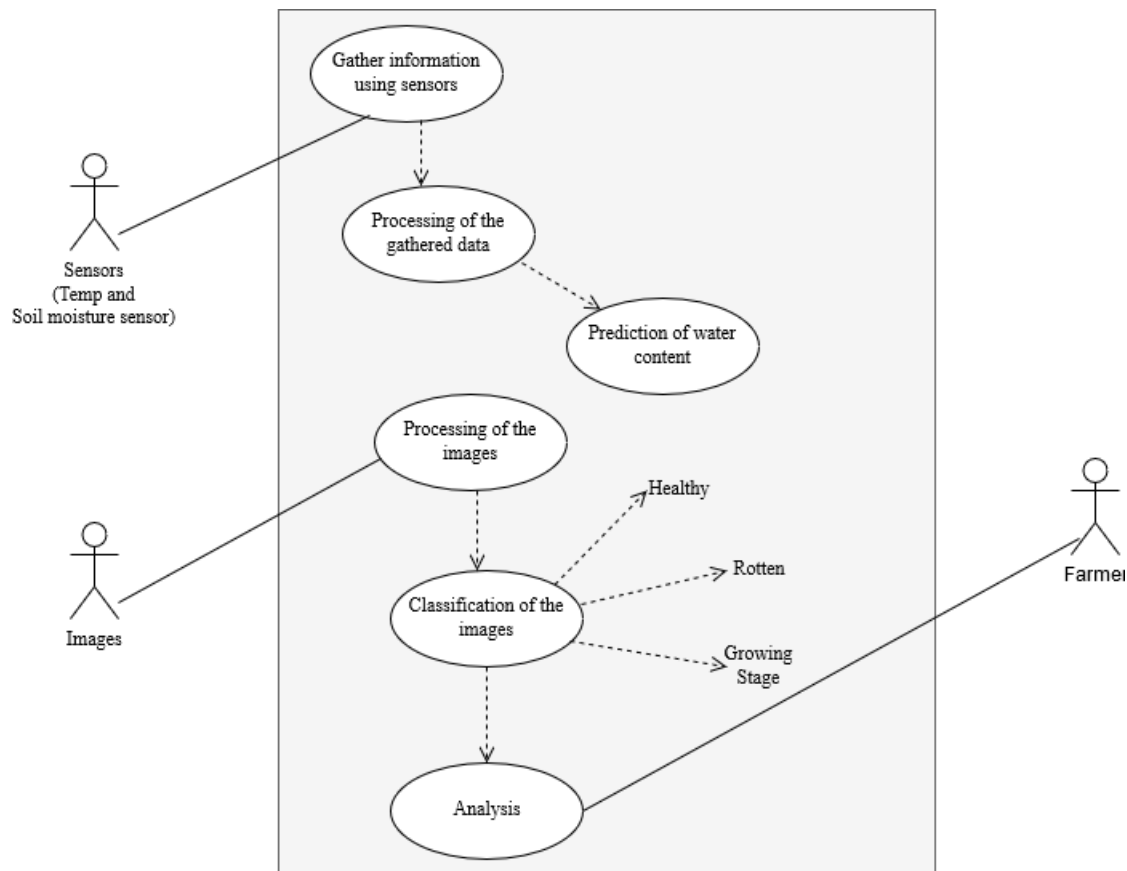 Gather information
using sensors
Processing of the
gathered data
Sensors
(Temp and
Soil moisture sensor)
Prediction of water
content
Processing of the
images
Healthy
Rotten
Farmer
Classification of the
images
Images
Growing
Stage
Analysis